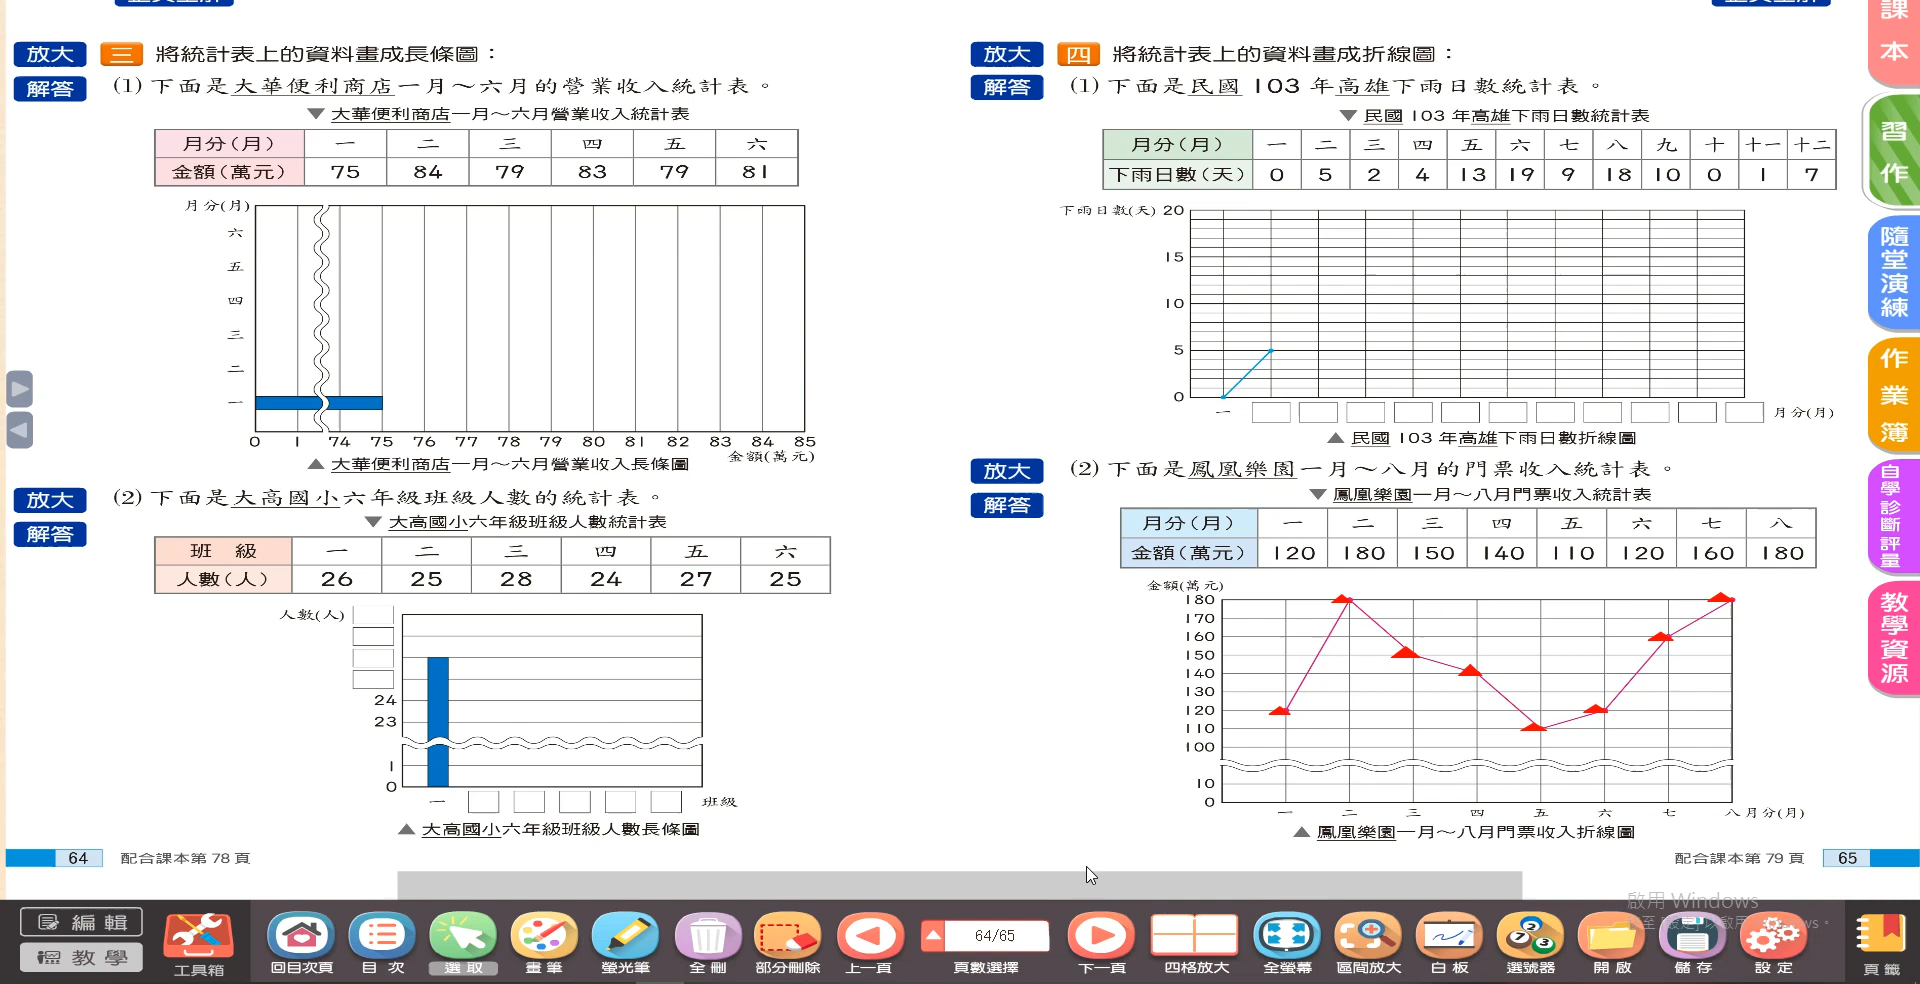 放大 三 將統計表上的資料畫成長條圖：
解答 (1) 下面是大華便利商店一月～六月的營業收入統計表。
▼大華便利商店一月～六月營業收入統計表
月分(月) 一 二 三 四 五 六
金額(萬元) 75 84 79 83 79 81
月分(月)
六
五
四
三
二
一
0 1 74 75 76 77 78 79 80 81 82 83 84 85
金額(萬元)
▲大華便利商店一月～六月營業收入長條圖
放大 (2) 下面是大高國小六年級班級人數的統計表。
解答
▼大高國小六年級班級人數統計表
班 級 一 二 三 四 五 六
人數(人) 26 25 28 24 27 25
人數(人)
24
23
1
0
一 班級
▲大高國小六年級班級人數長條圖
64 配合課本第 78 頁
放大 四 將統計表上的資料畫成折線圖：
解答 (1) 下面是民國 103 年高雄下雨日數統計表。
▼民國 103 年高雄下雨日數統計表
月分(月) 一 二 三 四 五 六 七 八 九 十 十一 十二
下雨日數(天) 0 5 2 4 13 19 9 18 10 0 1 7
下雨日數(天) 20
15
10
5
0
一 月分(月)
▲民國 103 年高雄下雨日數折線圖
放大 (2) 下面是鳳凰樂園一月～八月的門票收入統計表。
解答
▼鳳凰樂園一月～八月門票收入統計表
月分(月) 一 二 三 四 五 六 七 八
金額(萬元) 120 180 150 140 110 120 160 180
金額(萬元)
180
170
160
150
140
130
120
110
100
10
0
一 二 三 四 五 六 七 八 月分(月)
▲鳳凰樂園一月～八月門票收入折線圖
配合課本第 79 頁 65
課本
習作
隨堂演練
作業簿
自學診斷評量
教學資源
啟用 Windows
編輯
教學
工具箱 回目次頁 目次 選取 畫筆 螢光筆 全刪 部分刪除 上一頁 64/65 頁數選擇 下一頁 四格放大 全螢幕 區間放大 白板 選號器 開啟 儲存 設定 頁籤